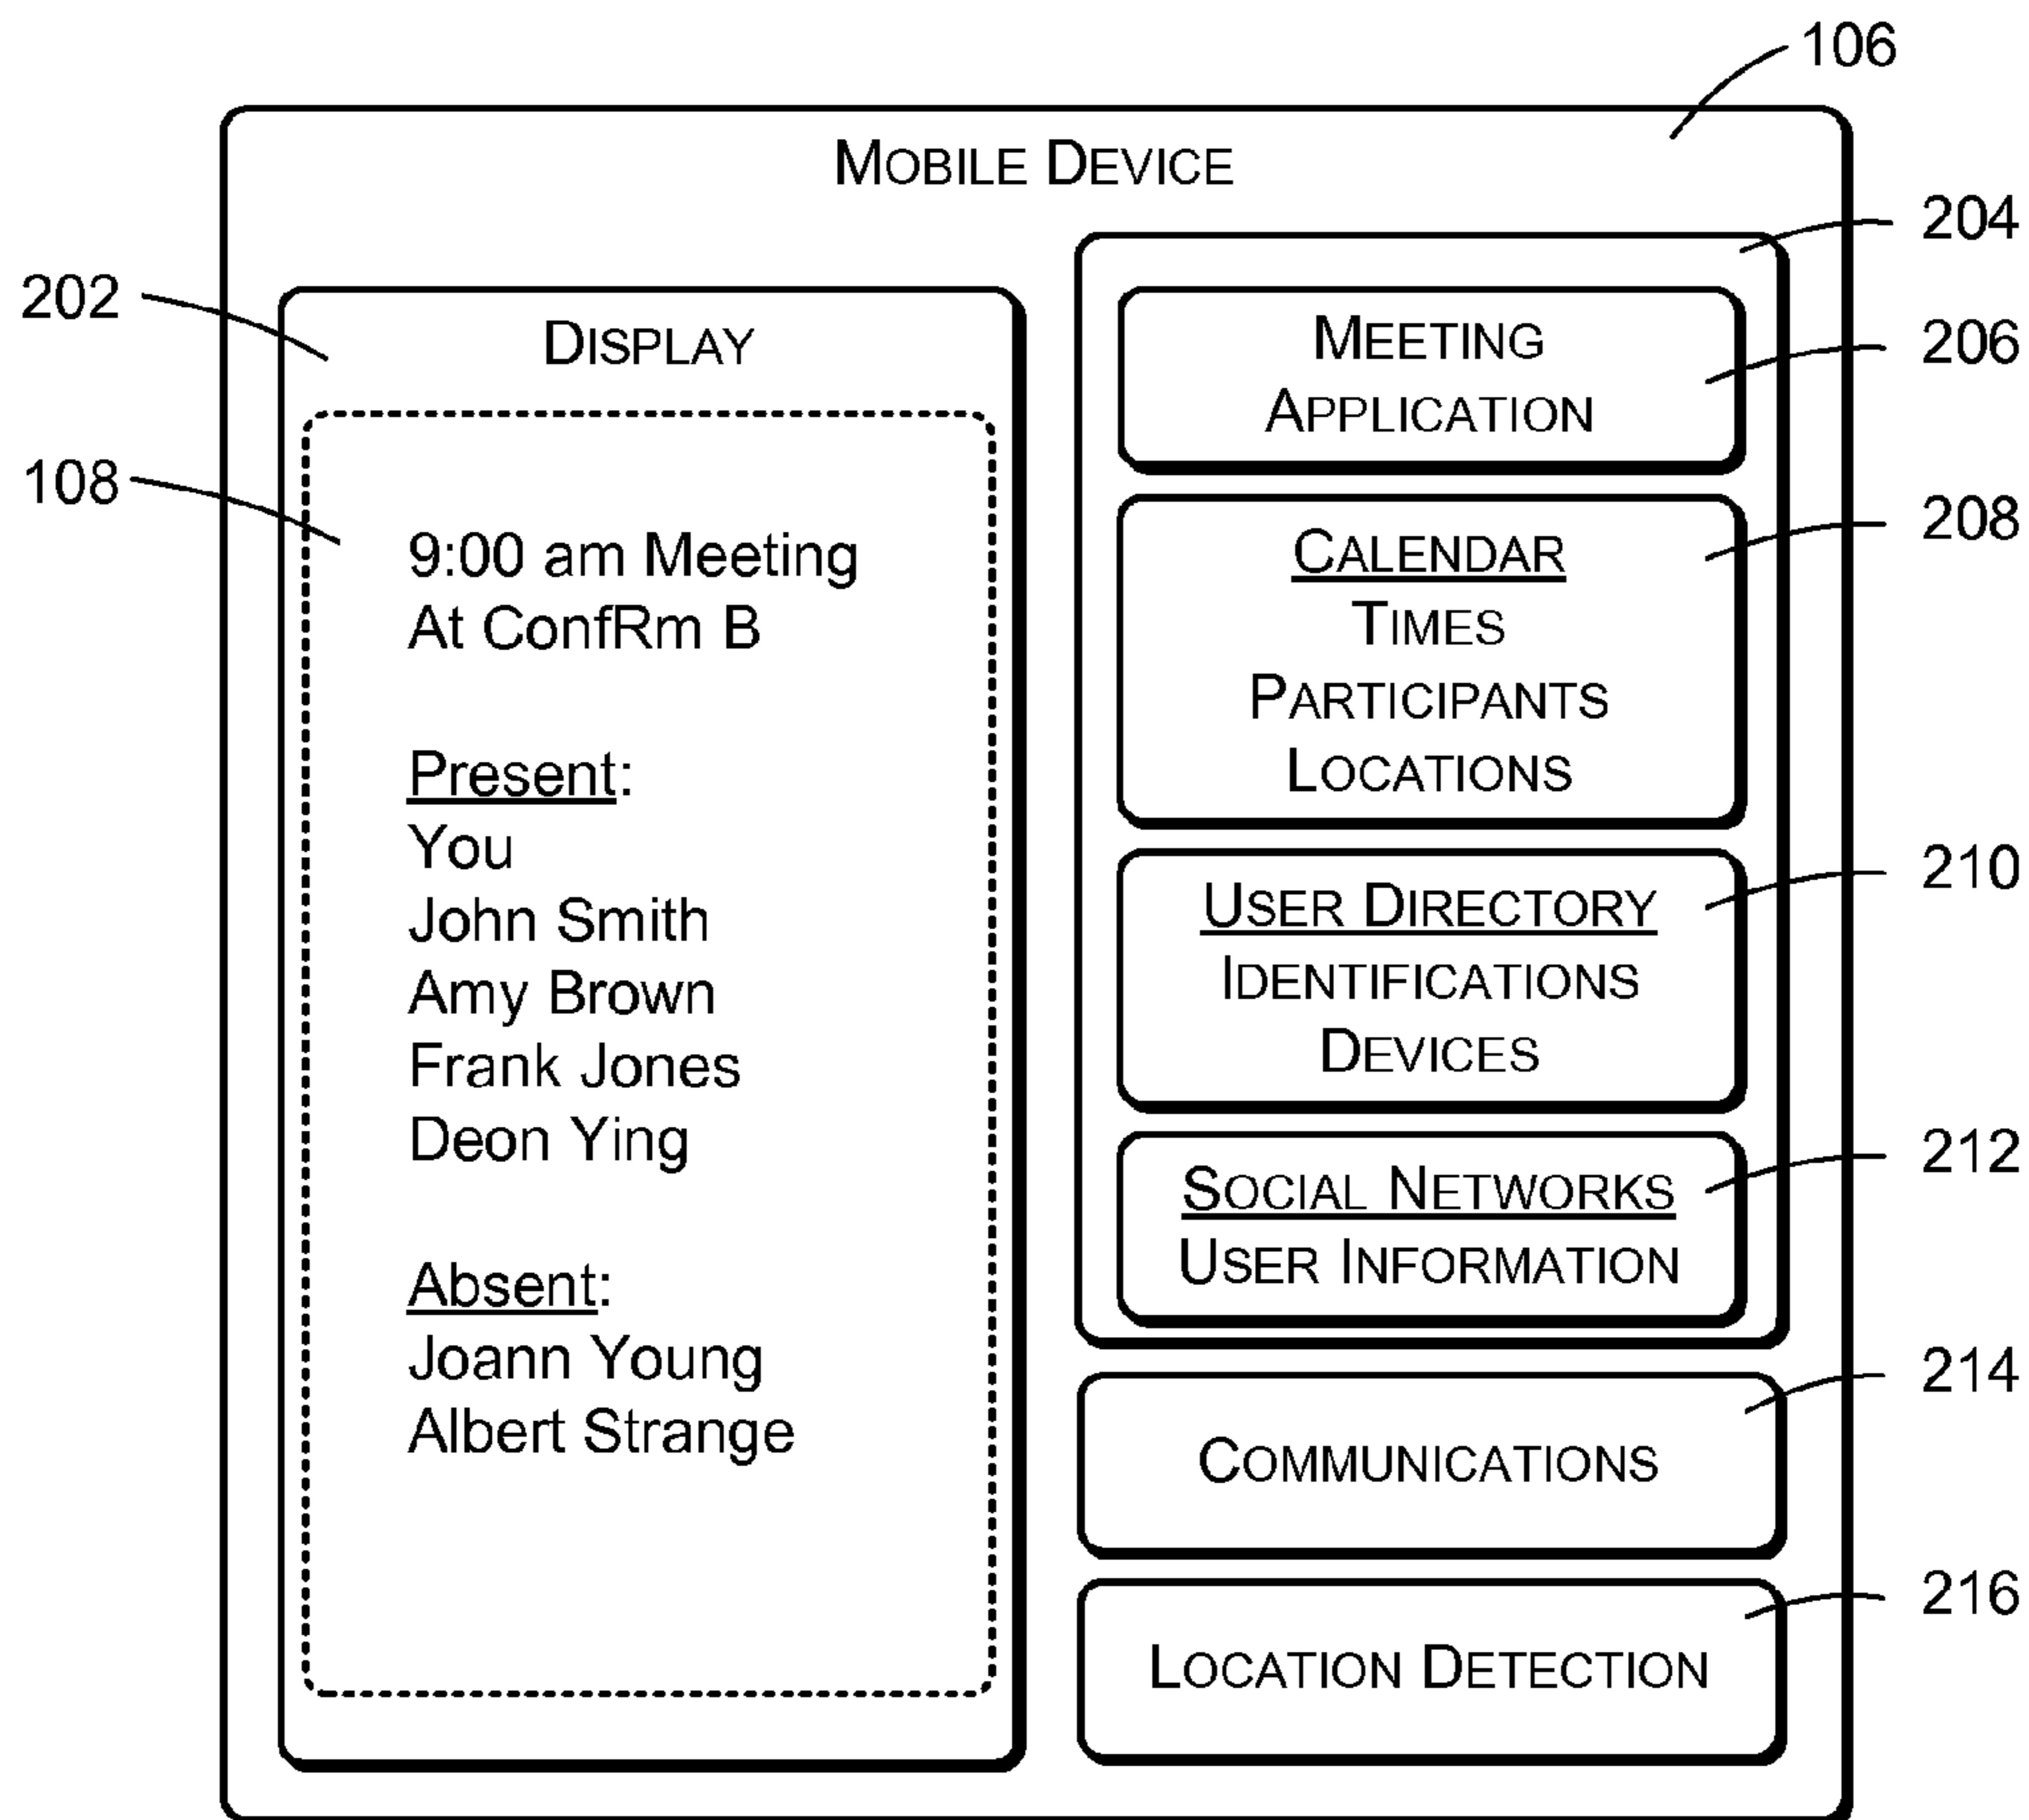 106
MOBILE DEVICE
204
202
DISPLAY
108
9:00 am Meeting
At ConfRm B
Present:
You
John Smith
Amy Brown
Frank Jones
Deon Ying
Absent:
Joann Young
Albert Strange
MEETING
APPLICATION
206
CALENDAR
TIMES
PARTICIPANTS
LOCATIONS
208
USER DIRECTORY
IDENTIFICATIONS
DEVICES
210
SOCIAL NETWORKS
USER INFORMATION
212
COMMUNICATIONS
214
LOCATION DETECTION
216